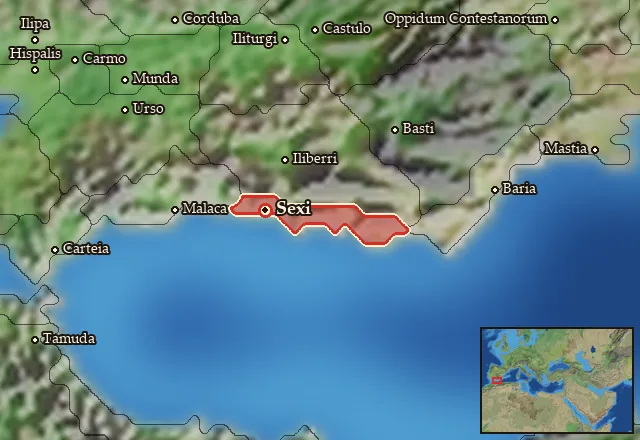 Ilipa
Corduba
Castulo
Oppidum Contestanorum
Iliturgi
Hispalis
Carmo
Munda
Urso
Basti
Iliberri
Mastia
Baria
Malaca
Sexi
Carteia
Tamuda